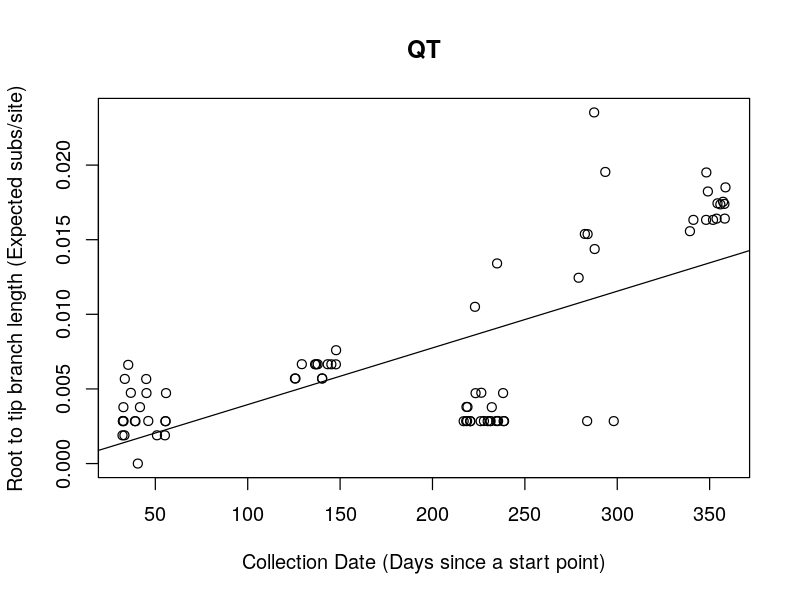 QT
Root to tip branch length (Expected subs/site)
0.020
0.015
0.010
0.005
0.000
50 100 150 200 250 300 350
Collection Date (Days since a start point)